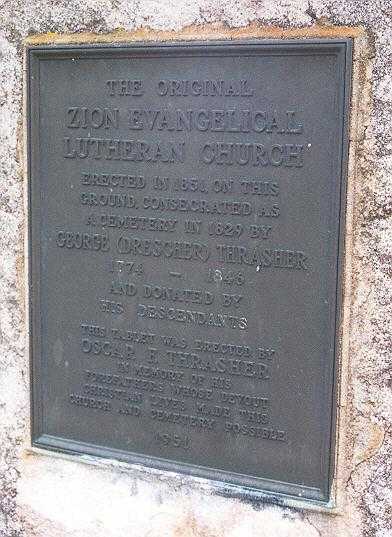 THE ORIGINAL
ZION EVANGELICAL
LUTHERAN CHURCH
ERECTED IN 1851, ON THIS
GROUND, CONSECRATED AS
A CEMETERY IN 1829 BY
GEORGE (DRESCHER) THRASHER
1774 – 1846
AND DONATED BY
HIS DESCENDANTS
THIS TABLET WAS ERECTED BY
OSCAR H. THRASHER
IN MEMORY OF HIS
FOREFATHERS WHOSE DEVOUT
CHRISTIAN LIVES MADE THIS
CHURCH AND CEMETERY POSSIBLE
1951